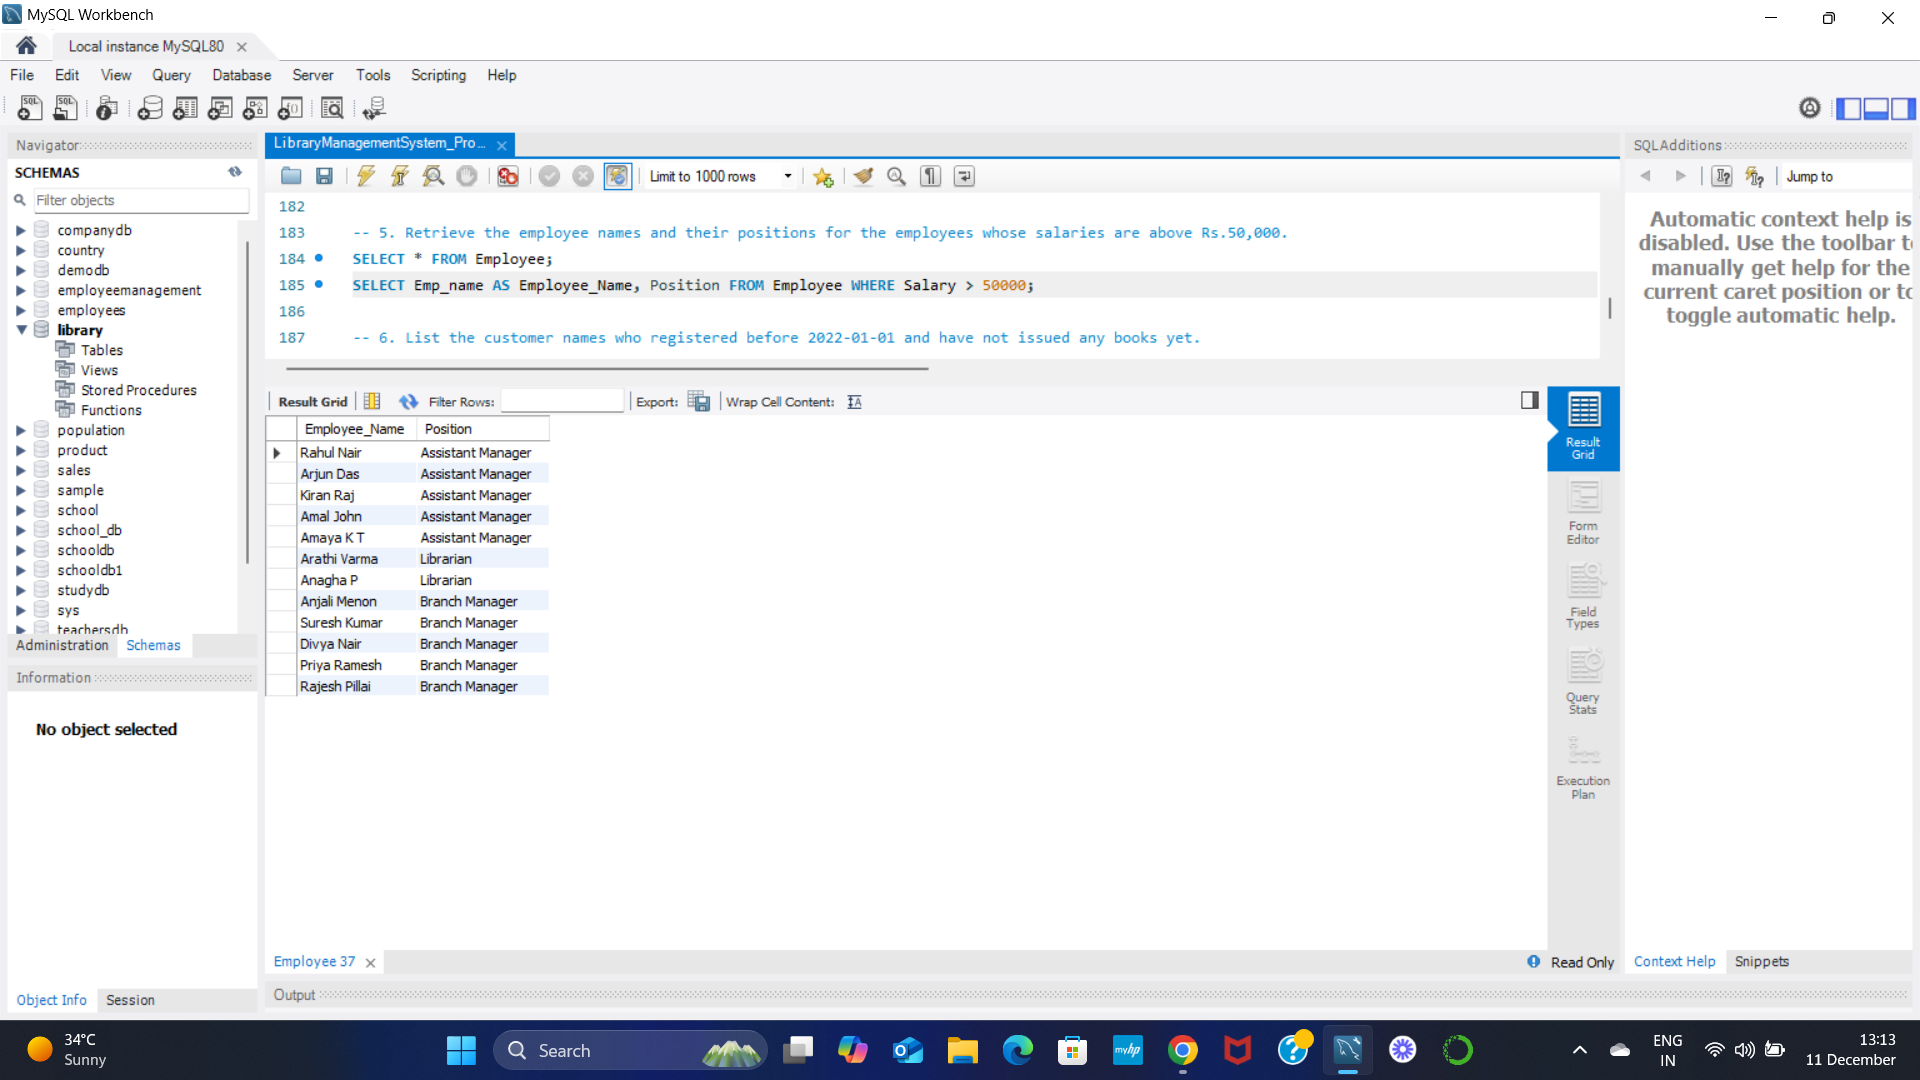 MySQL Workbench
Local instance MySQL80
File Edit View Query Database Server Tools Scripting Help
Navigator
SCHEMAS
Filter objects
companydb
country
demodb
employeemanagement
employees
library
Tables
Views
Stored Procedures
Functions
population
product
sales
sample
school
school_db
schooldb
schooldb1
studydb
sys
teachersdb
Administration Schemas
Information
No object selected
Object Info Session
LibraryManagementSystem_Pro...
Limit to 1000 rows
182
183 -- 5. Retrieve the employee names and their positions for the employees whose salaries are above Rs.50,000.
184 SELECT * FROM Employee;
185 SELECT Emp_name AS Employee_Name, Position FROM Employee WHERE Salary > 50000;
186
187 -- 6. List the customer names who registered before 2022-01-01 and have not issued any books yet.
Result Grid Filter Rows: Export: Wrap Cell Content:
Employee_Name Position
Rahul Nair Assistant Manager
Arjun Das Assistant Manager
Kiran Raj Assistant Manager
Amal John Assistant Manager
Amaya K T Assistant Manager
Arathi Varma Librarian
Anagha P Librarian
Anjali Menon Branch Manager
Suresh Kumar Branch Manager
Divya Nair Branch Manager
Priya Ramesh Branch Manager
Rajesh Pillai Branch Manager
Result
Grid
Form
Editor
Field
Types
Query
Stats
Execution
Plan
Employee 37
Read Only
Output
SQLAdditions
Jump to
Automatic context help is
disabled. Use the toolbar t
manually get help for the
current caret position or to
toggle automatic help.
Context Help Snippets
34°C
Sunny
Search
myhp
ENG
IN
13:13
11 December